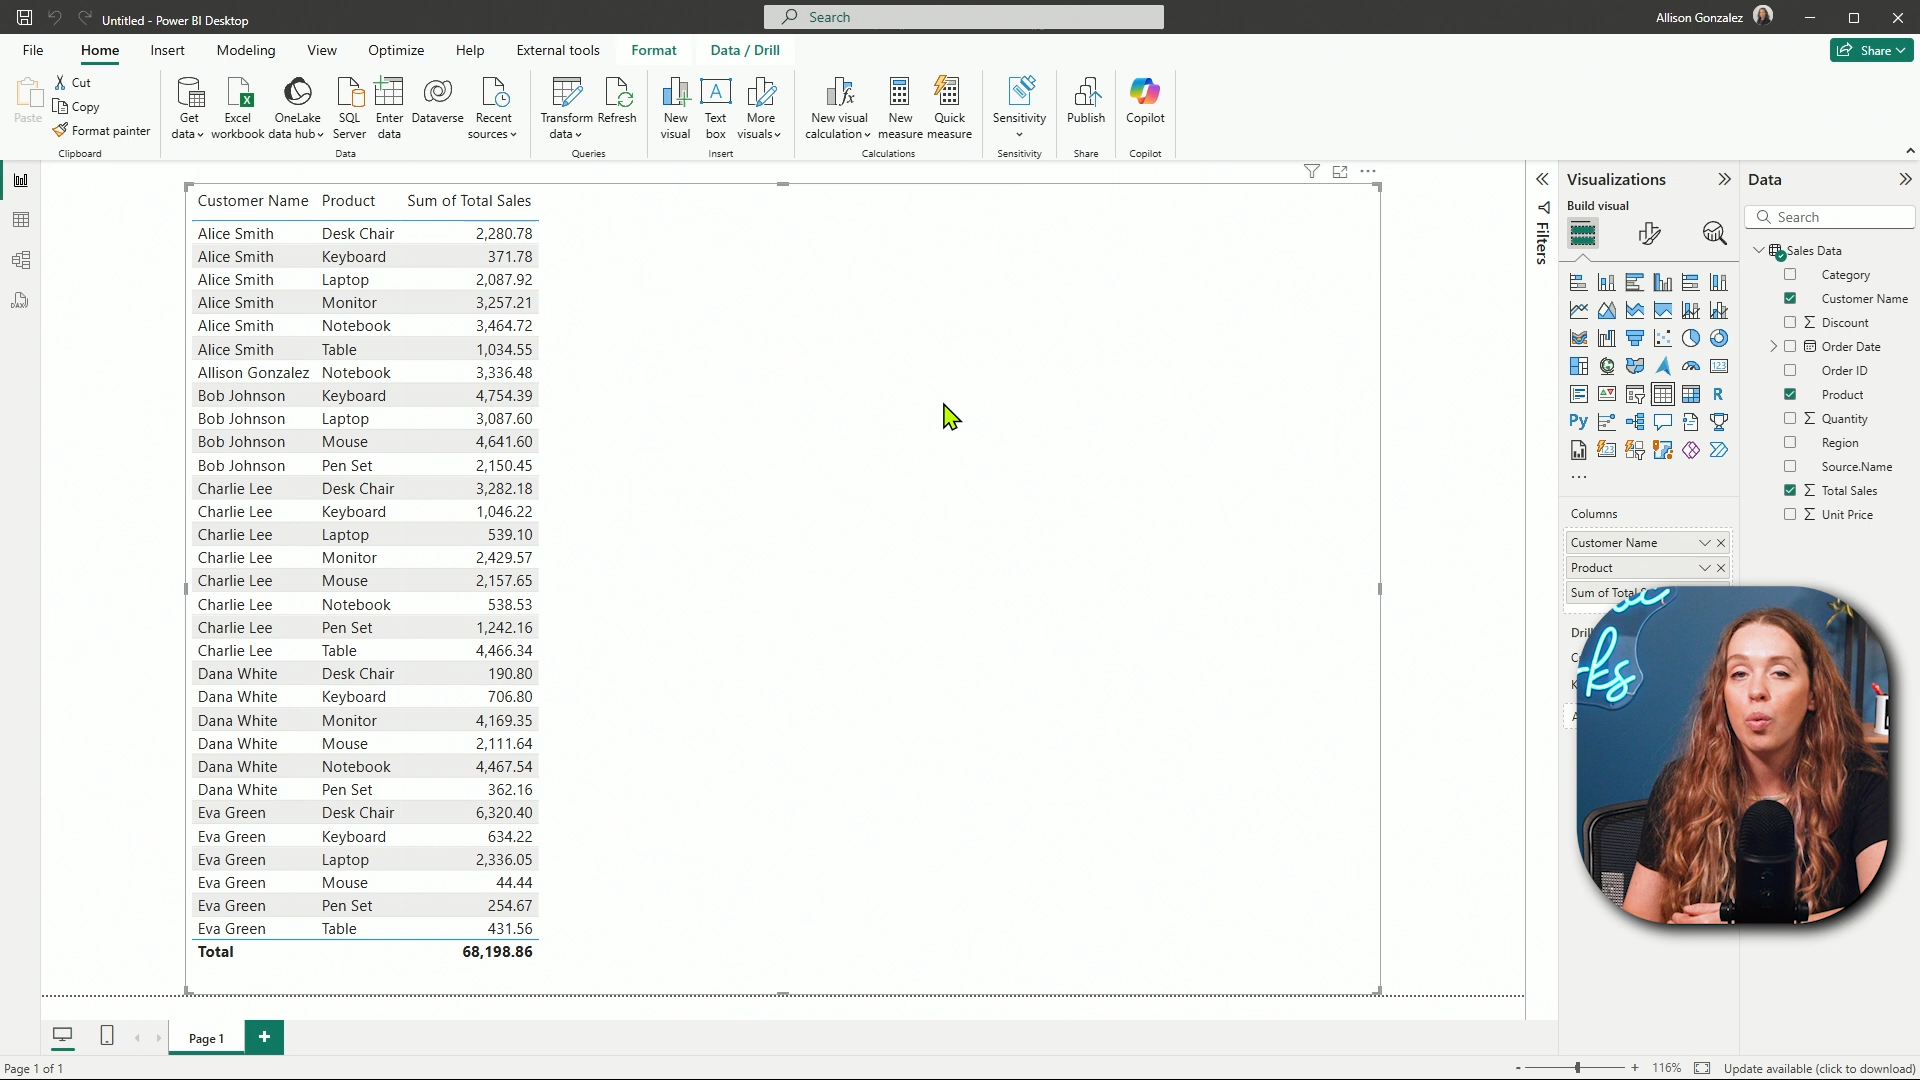 Untitled - Power BI Desktop
Search
Allison Gonzalez
File
Home
Insert
Modeling
View
Optimize
Help
External tools
Format
Data / Drill
Share
Paste
Cut
Copy
Format painter
Clipboard
Get data
Excel workbook
OneLake data hub
SQL Server
Enter data
Dataverse
Recent sources
Data
Transform data
Refresh
Queries
New visual
Text box
More visuals
Insert
New visual calculation
New measure
Quick measure
Calculations
Sensitivity
Sensitivity
Publish
Share
Copilot
Copilot
Customer Name Product Sum of Total Sales
Alice Smith Desk Chair 2,280.78
Alice Smith Keyboard 371.78
Alice Smith Laptop 2,087.92
Alice Smith Monitor 3,257.21
Alice Smith Notebook 3,464.72
Alice Smith Table 1,034.55
Allison Gonzalez Notebook 3,336.48
Bob Johnson Keyboard 4,754.39
Bob Johnson Laptop 3,087.60
Bob Johnson Mouse 4,641.60
Bob Johnson Pen Set 2,150.45
Charlie Lee Desk Chair 3,282.18
Charlie Lee Keyboard 1,046.22
Charlie Lee Laptop 539.10
Charlie Lee Monitor 2,429.57
Charlie Lee Mouse 2,157.65
Charlie Lee Notebook 538.53
Charlie Lee Pen Set 1,242.16
Charlie Lee Table 4,466.34
Dana White Desk Chair 190.80
Dana White Keyboard 706.80
Dana White Monitor 4,169.35
Dana White Mouse 2,111.64
Dana White Notebook 4,467.54
Dana White Pen Set 362.16
Eva Green Desk Chair 6,320.40
Eva Green Keyboard 634.22
Eva Green Laptop 2,336.05
Eva Green Mouse 44.44
Eva Green Pen Set 254.67
Eva Green Table 431.56
Total 68,198.86
Filters
Visualizations
Build visual
123
R
Py
123
...
Columns
Customer Name
Product
Sum of Total
Data
Search
Sales Data
Category
Customer Name
Σ Discount
Order Date
Order ID
Product
Σ Quantity
Region
Source.Name
Σ Total Sales
Σ Unit Price
Page 1
+
Page 1 of 1
- + 116%
Update available (click to download)